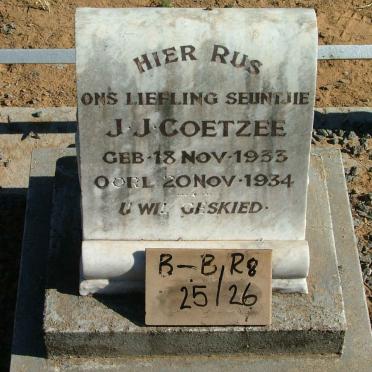 HIER RUS
ONS LIEFLING SEUNTJIE
J·J·COETZEE
GEB·18 NOV·1933
OORL 20 NOV·1934
U WIL GESKIED·
B-B/R8
25/26